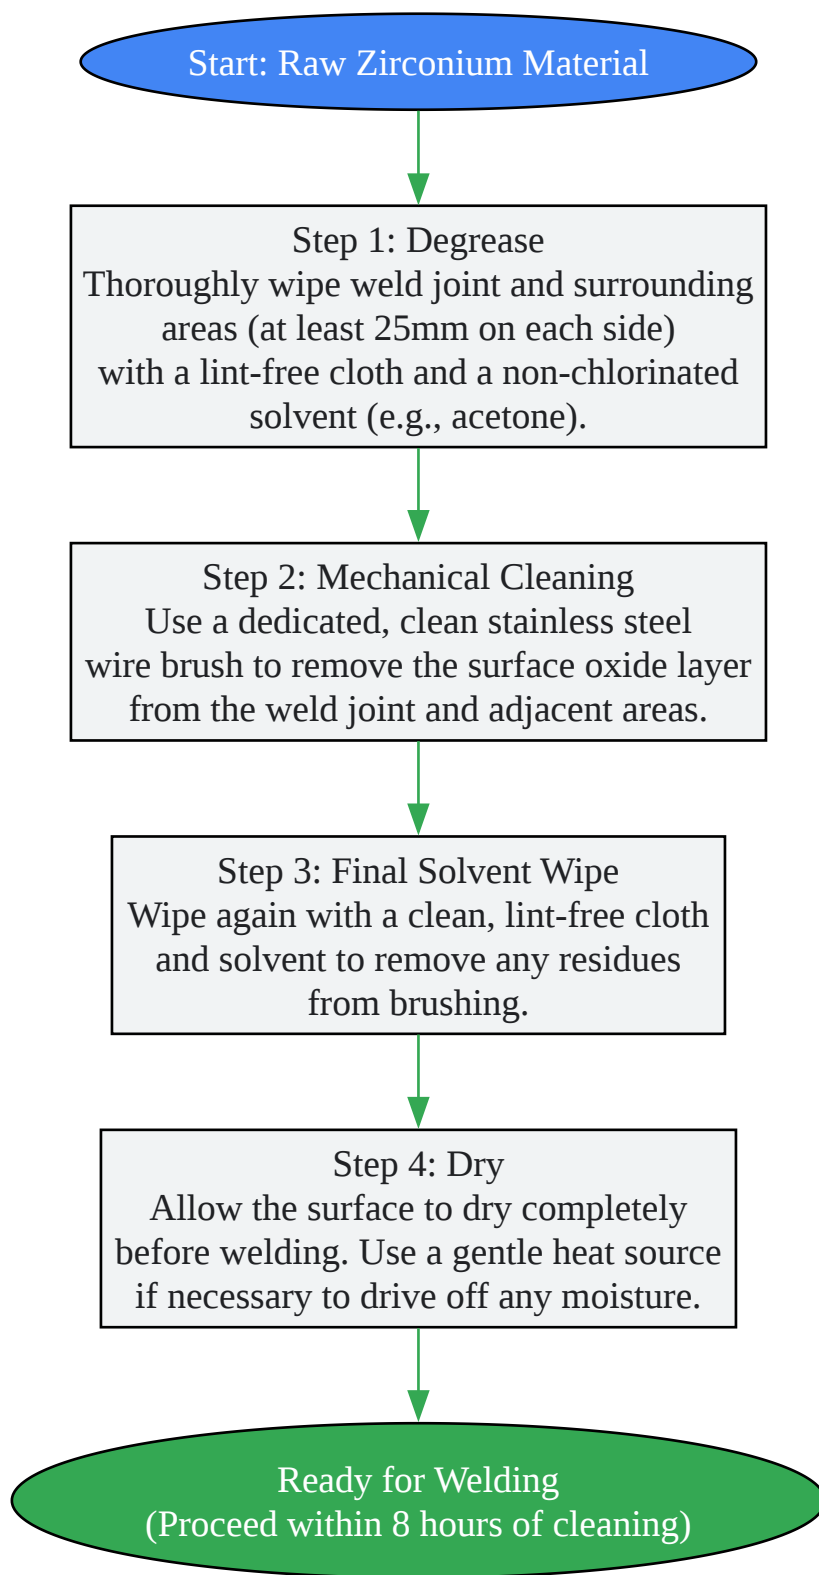 Start: Raw Zirconium Material
Step 1: Degrease
Thoroughly wipe weld joint and surrounding
areas (at least 25mm on each side)
with a lint-free cloth and a non-chlorinated
solvent (e.g., acetone).
Step 2: Mechanical Cleaning
Use a dedicated, clean stainless steel
wire brush to remove the surface oxide layer
from the weld joint and adjacent areas.
Step 3: Final Solvent Wipe
Wipe again with a clean, lint-free cloth
and solvent to remove any residues
from brushing.
Step 4: Dry
Allow the surface to dry completely
before welding. Use a gentle heat source
if necessary to drive off any moisture.
Ready for Welding
(Proceed within 8 hours of cleaning)